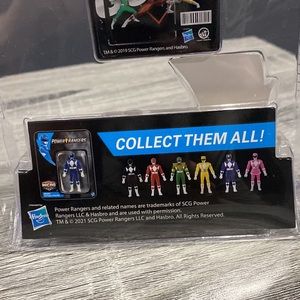 TM & © 2019 SCG Power Rangers and Hasbro.
COLLECT THEM ALL!
POWER RANGERS
MICRO
Hasbro
Power Rangers and related names are trademarks of SCG Power
Rangers LLC & Hasbro and are used with permission.
TM & © 2021 SCG Power Rangers LLC and Hasbro. All Rights Reserved.